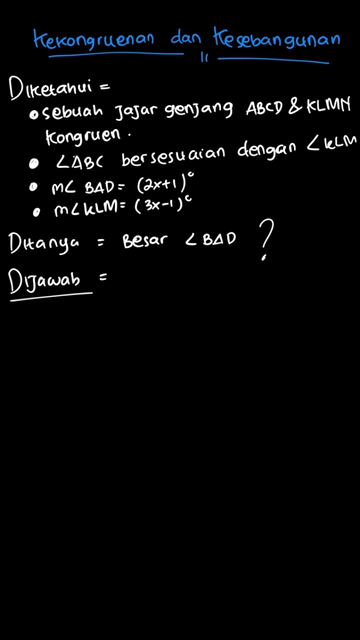 Kekongruenan dan Kesebangunan
Diketahui =
• sebuah jajar genjang ABCD & KLMN
kongruen.
• ∠ABC bersesuaian dengan ∠KLM
• m∠BAD = (2x+1)°
• m∠KLM = (3x-1)°
Ditanya = Besar ∠BAD ?
Dijawab =